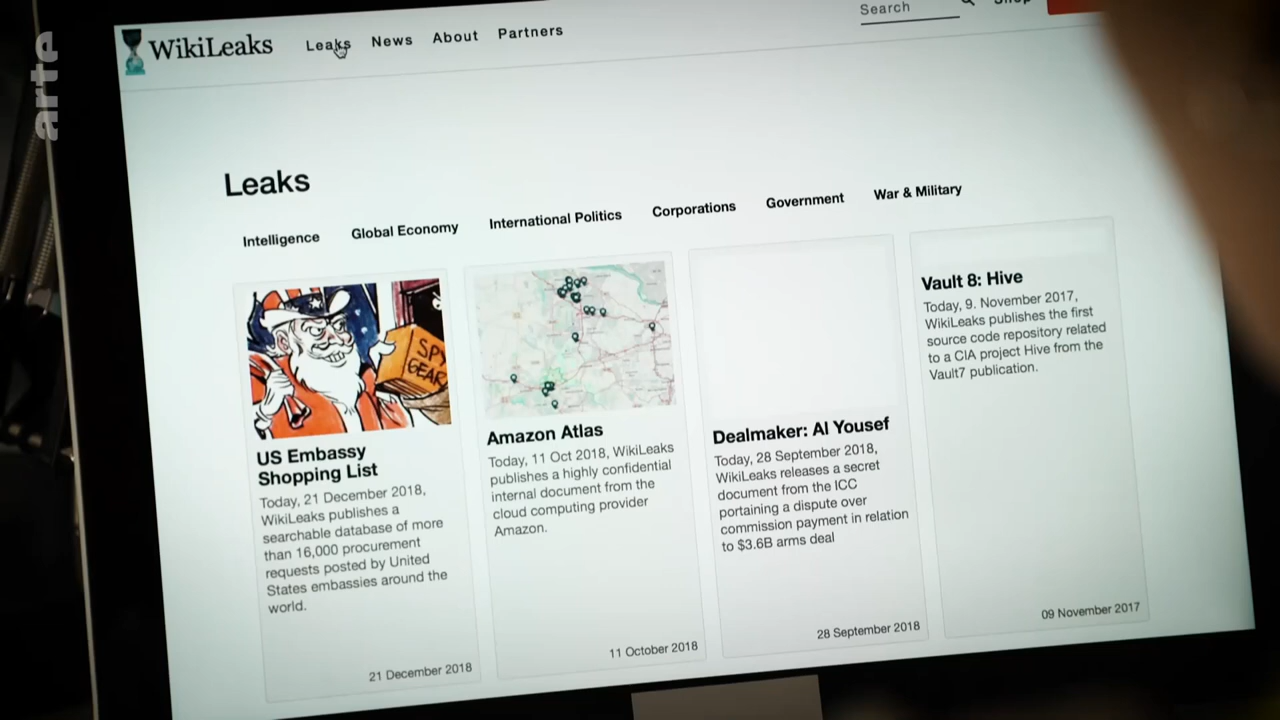 arte
WikiLeaks
Leaks
News
About
Partners
Search
Leaks
Intelligence
Global Economy
International Politics
Corporations
Government
War & Military
SPY
GEAR
US Embassy
Shopping List
Today, 21 December 2018,
WikiLeaks publishes a
searchable database of more
than 16,000 procurement
requests posted by United
States embassies around the
world.
21 December 2018
Amazon Atlas
Today, 11 Oct 2018, WikiLeaks
publishes a highly confidential
internal document from the
cloud computing provider
Amazon.
11 October 2018
Dealmaker: Al Yousef
Today, 28 September 2018,
WikiLeaks releases a secret
document from the ICC
portaining a dispute over
commission payment in relation
to $3.6B arms deal
28 September 2018
Vault 8: Hive
Today, 9. November 2017,
WikiLeaks publishes the first
source code repository related
to a CIA project Hive from the
Vault7 publication.
09 November 2017